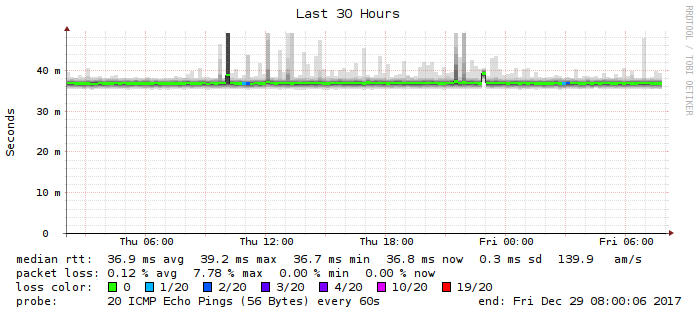 Last 30 Hours
RRDTOOL / TOBI OETIKER
Seconds
40 m
30 m
20 m
10 m
0
Thu 06:00 Thu 12:00 Thu 18:00 Fri 00:00 Fri 06:00
median rtt: 36.9 ms avg 39.2 ms max 36.7 ms min 36.8 ms now 0.3 ms sd 139.9 am/s
packet loss: 0.12 % avg 7.78 % max 0.00 % min 0.00 % now
loss color: 0 1/20 2/20 3/20 4/20 10/20 19/20
probe: 20 ICMP Echo Pings (56 Bytes) every 60s end: Fri Dec 29 08:00:06 2017